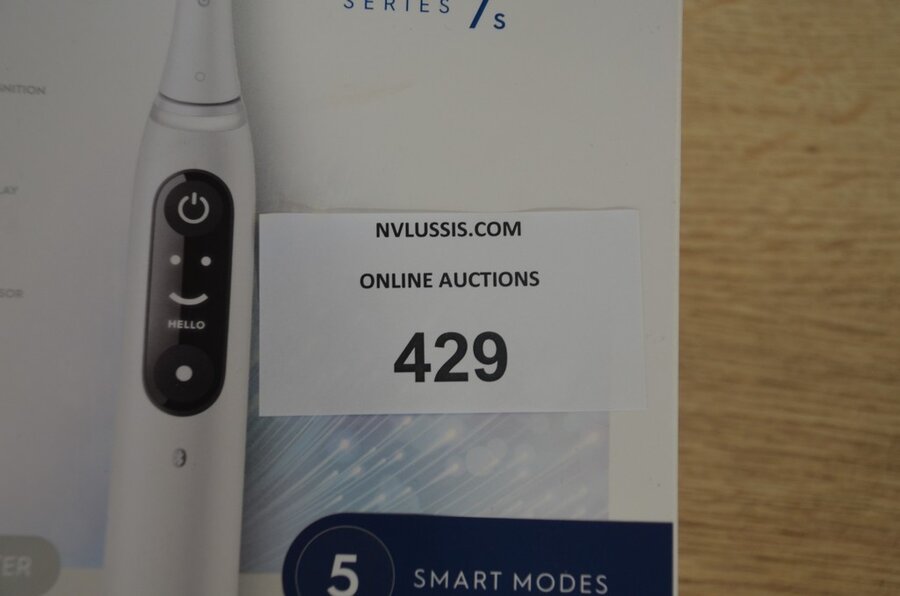 SERIES 7s
NVLUSSIS.COM
ONLINE AUCTIONS
HELLO
429
5 SMART MODES